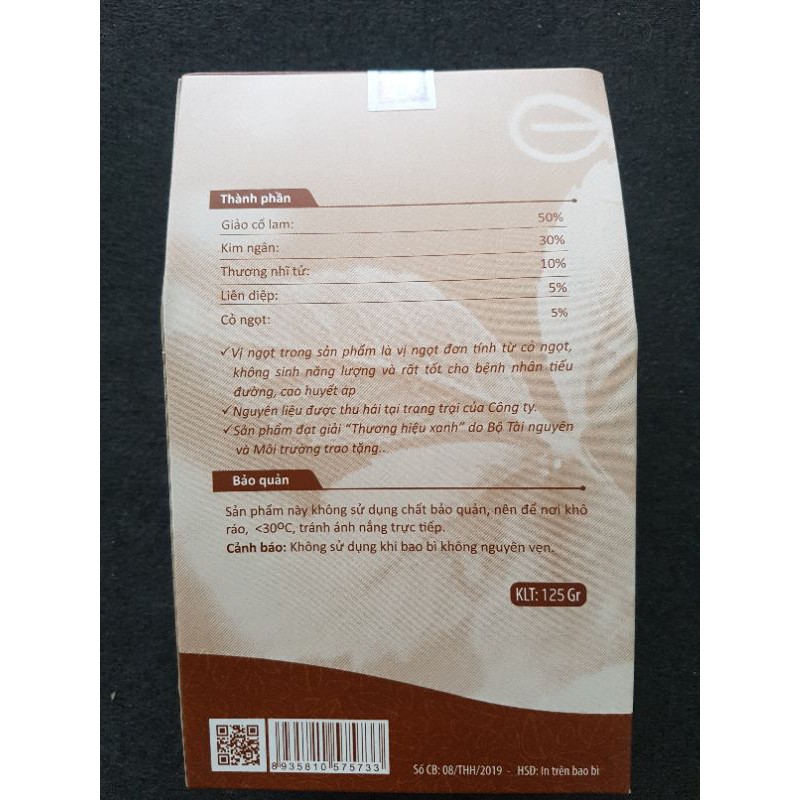 Thành phần
Giảo cổ lam: 50%
Kim ngân: 30%
Thương nhĩ tử: 10%
Liên diệp: 5%
Cỏ ngọt: 5%
✓Vị ngọt trong sản phẩm là vị ngọt đơn tính từ cỏ ngọt,
không sinh năng lượng và rất tốt cho bệnh nhân tiểu
đường, cao huyết áp
✓Nguyên liệu được thu hái tại trang trại của Công ty.
✓Sản phẩm đạt giải “Thương hiệu xanh” do Bộ Tài nguyên
và Môi trường trao tặng..
Bảo quản
Sản phẩm này không sử dụng chất bảo quản, nên để nơi khô
ráo, <30ºC, tránh ánh nắng trực tiếp.
Cảnh báo: Không sử dụng khi bao bì không nguyên vẹn.
KLT: 125 Gr
8 935810 575733
Số CB: 08/THH/2019 - HSD: In trên bao bì